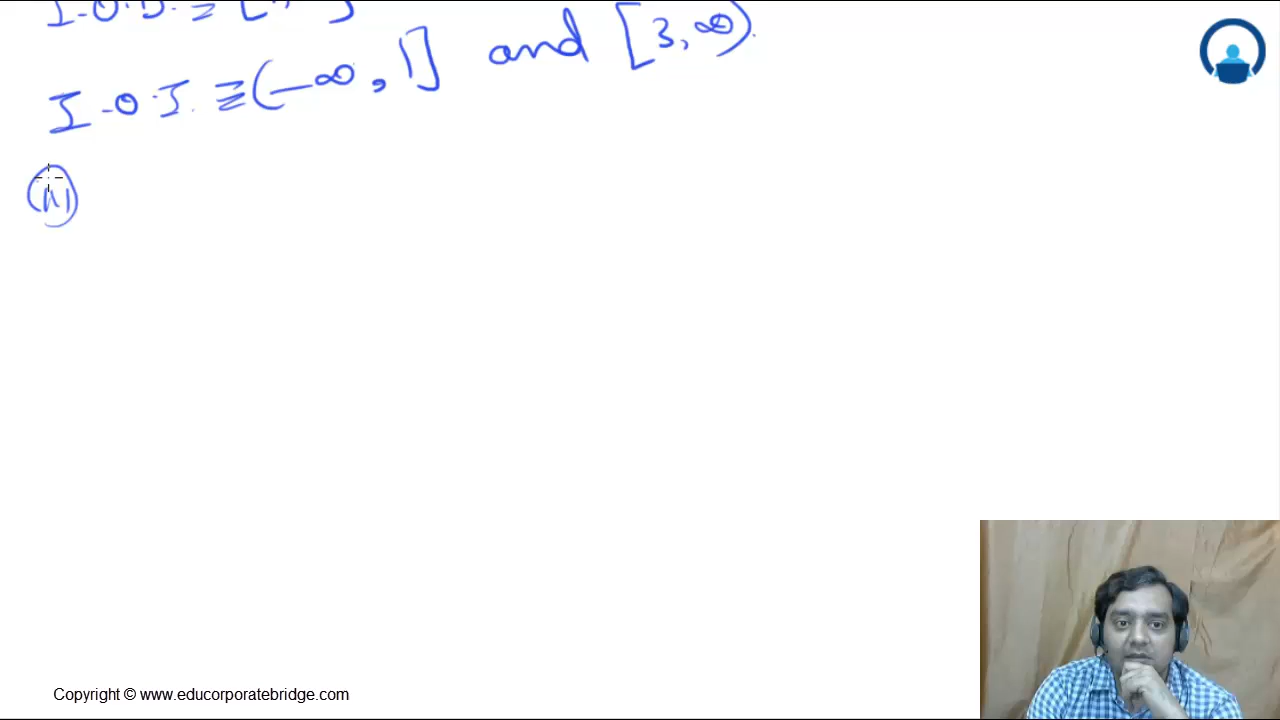 I.O.I. ≡ (-∞, 1] and [3, ∞).
(ii)
Copyright © www.educorporatebridge.com